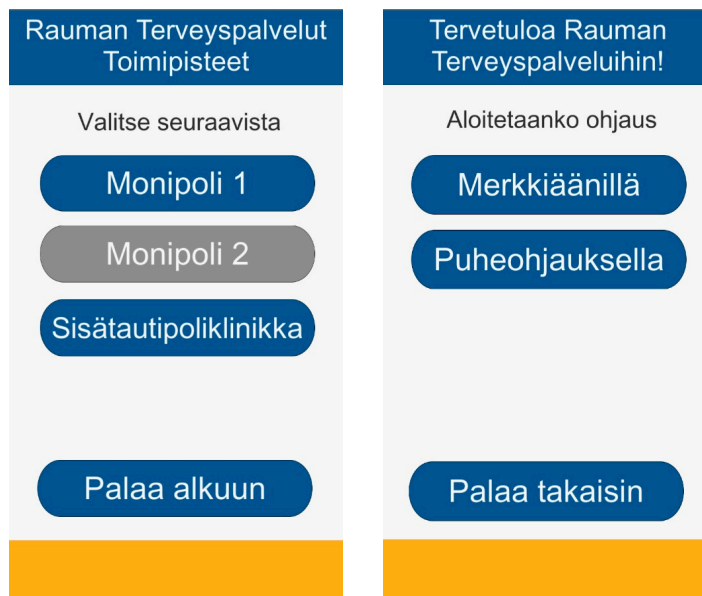 Rauman Terveyspalvelut
Toimipisteet
Valitse seuraavista
Monipoli 1
Monipoli 2
Sisätautipoliklinikka
Palaa alkuun
Tervetuloa Rauman
Terveyspalveluihin!
Aloitetaanko ohjaus
Merkkiäänillä
Puheohjauksella
Palaa takaisin